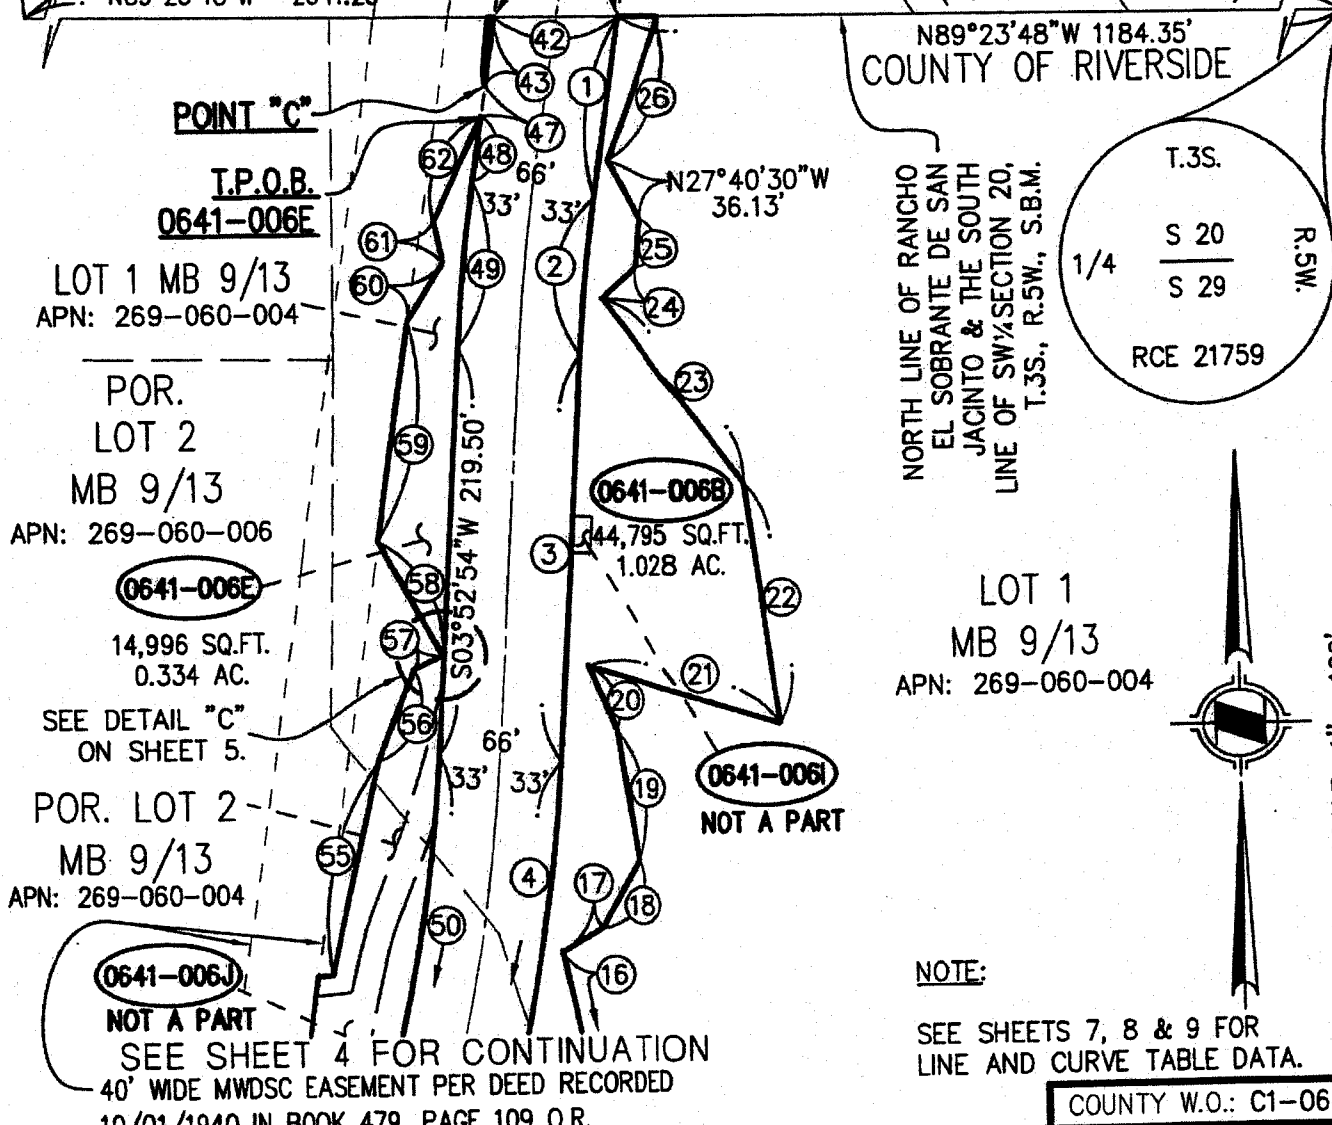 N89°23'48"W 1184.35'
COUNTY OF RIVERSIDE
42
43
1
26
POINT "C"
47
48
62
66'
T.P.O.B.
0641-006E
33'
33'
N27°40'30"W
36.13'
61
49
2
25
60
24
LOT 1 MB 9/13
APN: 269-060-004
NORTH LINE OF RANCHO
EL SOBRANTE DE SAN
JACINTO & THE SOUTH
LINE OF SW¼SECTION 20,
T.3S., R.5W., S.B.M.
T.3S.
S 20
S 29
1/4
R.5W.
RCE 21759
POR.
LOT 2
MB 9/13
APN: 269-060-006
23
59
S03°52'54"W 219.50'
0641-006B
44,795 SQ.FT.
1.028 AC.
3
0641-006E
14,996 SQ.FT.
0.334 AC.
58
57
22
21
20
LOT 1
MB 9/13
APN: 269-060-004
SEE DETAIL "C"
ON SHEET 5.
56
66'
33'
33'
0641-006I
NOT A PART
19
POR. LOT 2
MB 9/13
APN: 269-060-004
55
4
17
18
50
16
0641-006J
NOT A PART
SEE SHEET 4 FOR CONTINUATION
40' WIDE MWDSC EASEMENT PER DEED RECORDED
10/01/1940 IN BOOK 479, PAGE 109 O.R.
NOTE:
SEE SHEETS 7, 8 & 9 FOR
LINE AND CURVE TABLE DATA.
COUNTY W.O.: C1-06